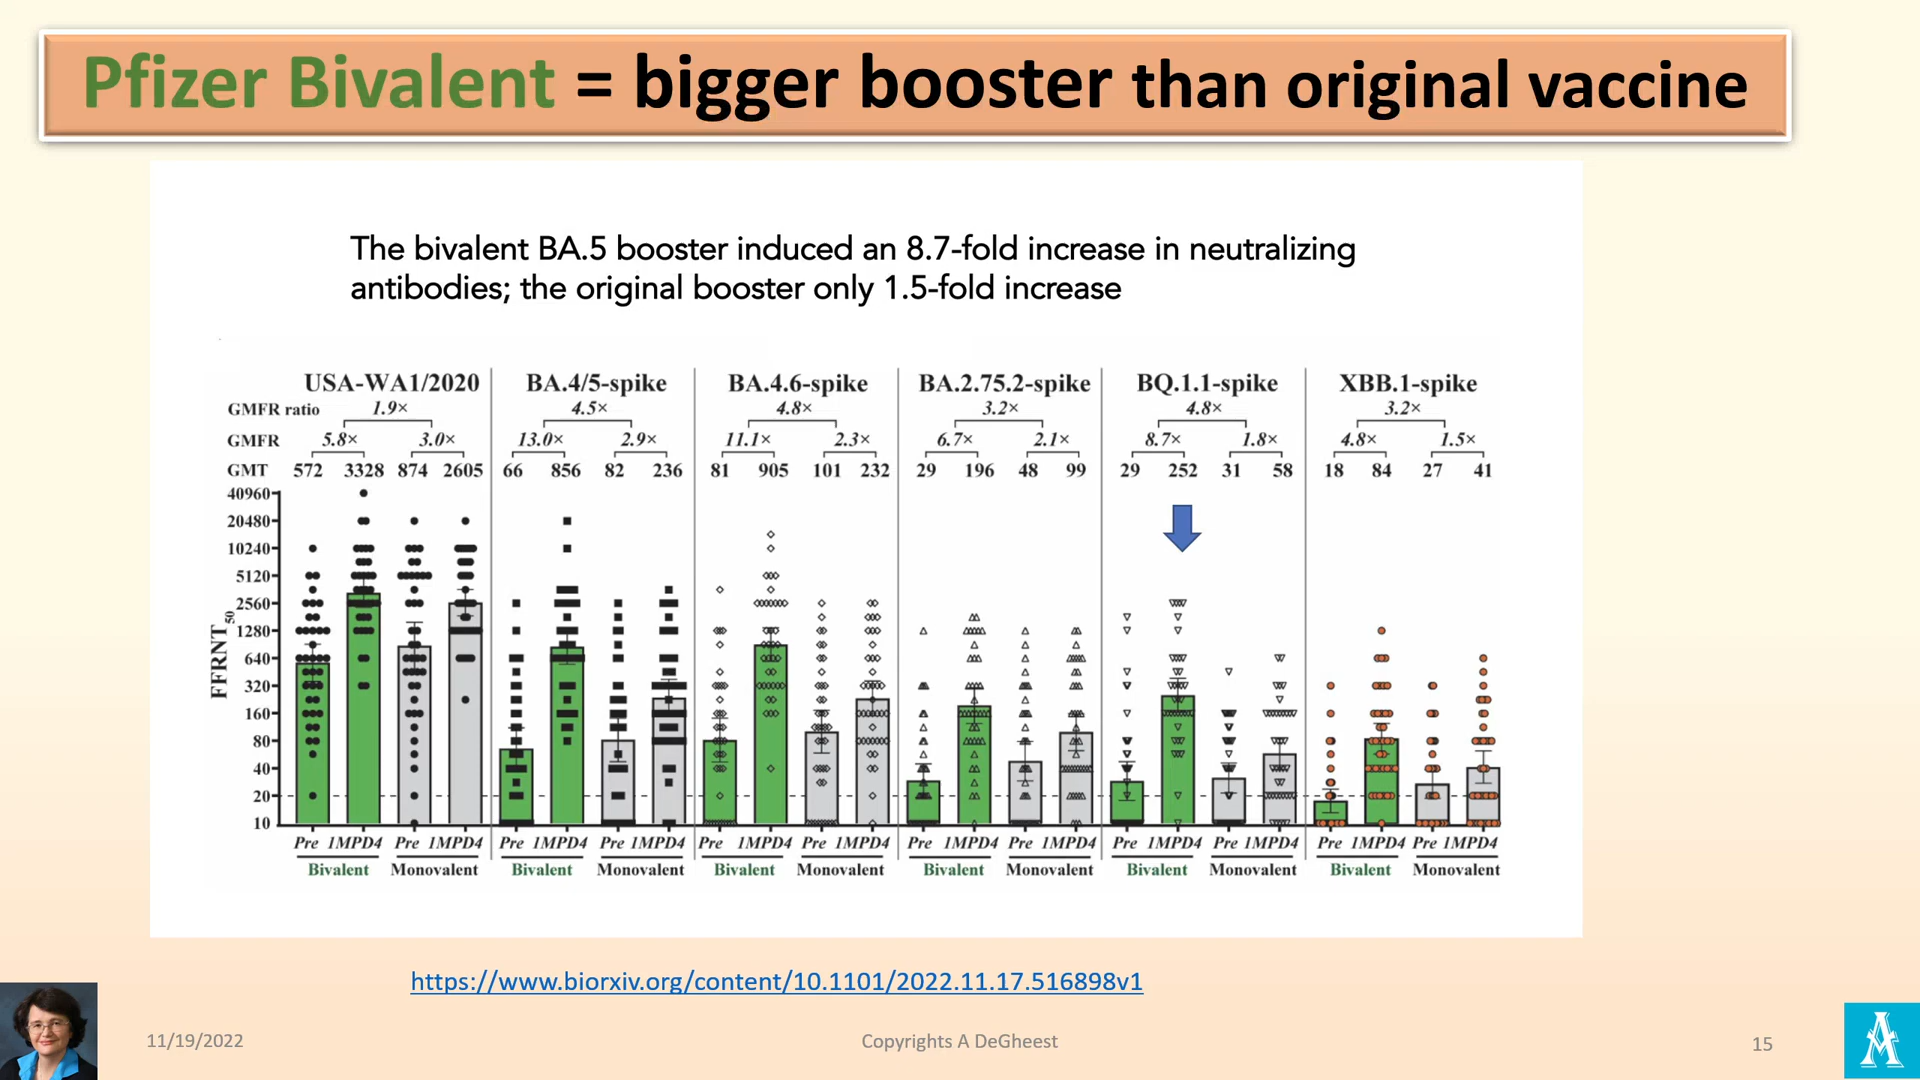 Pfizer Bivalent = bigger booster than original vaccine
The bivalent BA.5 booster induced an 8.7-fold increase in neutralizing
antibodies; the original booster only 1.5-fold increase
USA-WA1/2020 BA.4/5-spike BA.4.6-spike BA.2.75.2-spike BQ.1.1-spike XBB.1-spike
GMFR ratio 1.9× 4.5× 4.8× 3.2× 4.8× 3.2×
GMFR 5.8× 3.0× 13.0× 2.9× 11.1× 2.3× 6.7× 2.1× 8.7× 1.8× 4.8× 1.5×
GMT 572 3328 874 2605 66 856 82 236 81 905 101 232 29 196 48 99 29 252 31 58 18 84 27 41
FFRNT50
40960
20480
10240
5120
2560
1280
640
320
160
80
40
20
10
Pre 1MPD4 Pre 1MPD4 Pre 1MPD4 Pre 1MPD4 Pre 1MPD4 Pre 1MPD4 Pre 1MPD4 Pre 1MPD4 Pre 1MPD4 Pre 1MPD4 Pre 1MPD4 Pre 1MPD4
Bivalent Monovalent Bivalent Monovalent Bivalent Monovalent Bivalent Monovalent Bivalent Monovalent Bivalent Monovalent
https://www.biorxiv.org/content/10.1101/2022.11.17.516898v1
11/19/2022 Copyrights A DeGheest 15
A